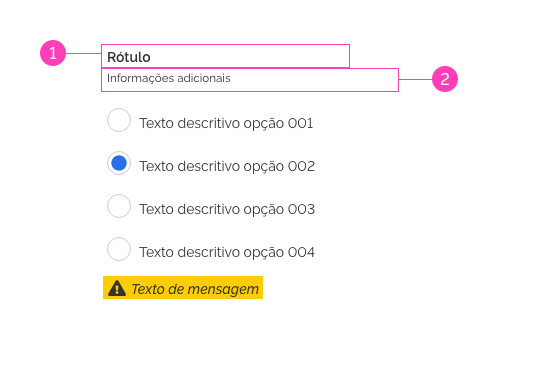 1
Rótulo
Informações adicionais
2
Texto descritivo opção 001
Texto descritivo opção 002
Texto descritivo opção 003
Texto descritivo opção 004
Texto de mensagem